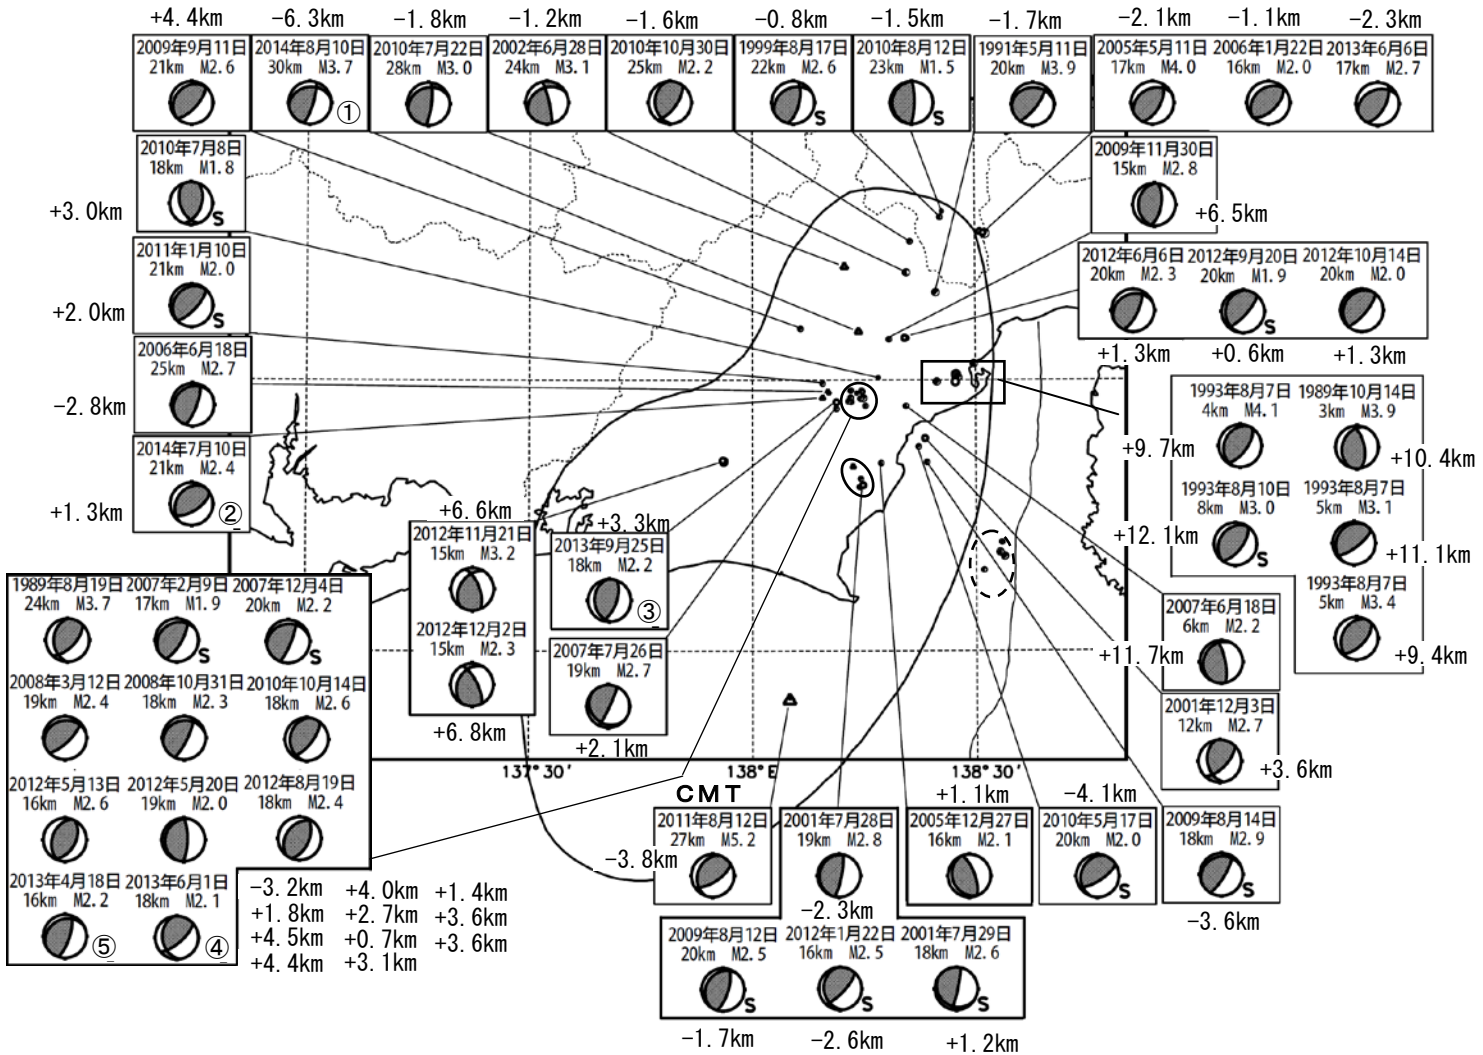 +4.4km
-6.3km
-1.8km
-1.2km
-1.6km
-0.8km
-1.5km
-1.7km
-2.1km
-1.1km
-2.3km
2009年9月11日
21km M2.6
2014年8月10日
30km M3.7
①
2010年7月22日
28km M3.0
2002年6月28日
24km M3.1
2010年10月30日
25km M2.2
1999年8月17日
22km M2.6
S
2010年8月12日
23km M1.5
S
1991年5月11日
20km M3.9
2005年5月11日
17km M4.0
2006年1月22日
16km M2.0
2013年6月6日
17km M2.7
2010年7月8日
18km M1.8
S
+3.0km
2009年11月30日
15km M2.8
+6.5km
2011年1月10日
21km M2.0
S
+2.0km
2012年6月6日
20km M2.3
2012年9月20日
20km M1.9
S
2012年10月14日
20km M2.0
+1.3km
+0.6km
+1.3km
2006年6月18日
25km M2.7
-2.8km
2014年7月10日
21km M2.4
②
+1.3km
1993年8月7日
4km M4.1
+9.7km
1989年10月14日
3km M3.9
+10.4km
1993年8月10日
8km M3.0
S
+12.1km
1993年8月7日
5km M3.1
+11.1km
1993年8月7日
5km M3.4
+9.4km
+6.6km
2012年11月21日
15km M3.2
2012年12月2日
15km M2.3
+6.8km
+3.3km
2013年9月25日
18km M2.2
③
2007年7月26日
19km M2.7
+2.1km
2007年6月18日
6km M2.2
+11.7km
2001年12月3日
12km M2.7
+3.6km
1989年8月19日
24km M3.7
2007年2月9日
17km M1.9
S
2007年12月4日
20km M2.2
S
2008年3月12日
19km M2.4
2008年10月31日
18km M2.3
2010年10月14日
18km M2.6
2012年5月13日
16km M2.6
2012年5月20日
19km M2.0
2012年8月19日
18km M2.4
2013年4月18日
16km M2.2
⑤
2013年6月1日
18km M2.1
④
-3.2km +4.0km +1.4km
+1.8km +2.7km +3.6km
+4.5km +0.7km +3.6km
+4.4km +3.1km
137°30′
138°E
138°30′
CMT
2011年8月12日
27km M5.2
-3.8km
2001年7月28日
19km M2.8
-2.3km
+1.1km
2005年12月27日
16km M2.1
-4.1km
2010年5月17日
20km M2.0
S
2009年8月14日
18km M2.9
S
-3.6km
2009年8月12日
20km M2.5
S
2012年1月22日
16km M2.5
S
2001年7月29日
18km M2.6
S
-1.7km
-2.6km
+1.2km